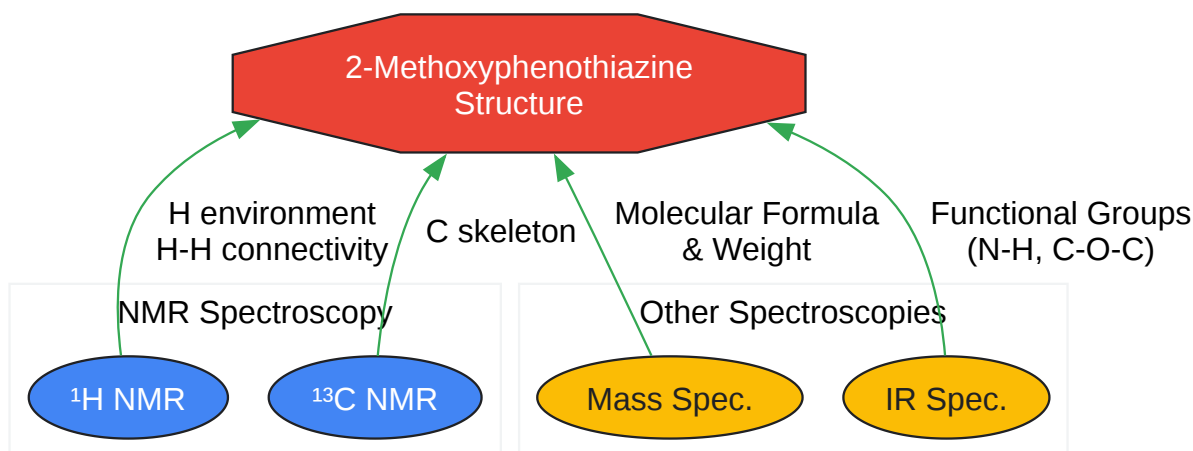 2-Methoxyphenothiazine
Structure
H environment
H-H connectivity
C skeleton
Molecular Formula
& Weight
Functional Groups
(N-H, C-O-C)
NMR Spectroscopy
Other Spectroscopies
¹H NMR
¹³C NMR
Mass Spec.
IR Spec.